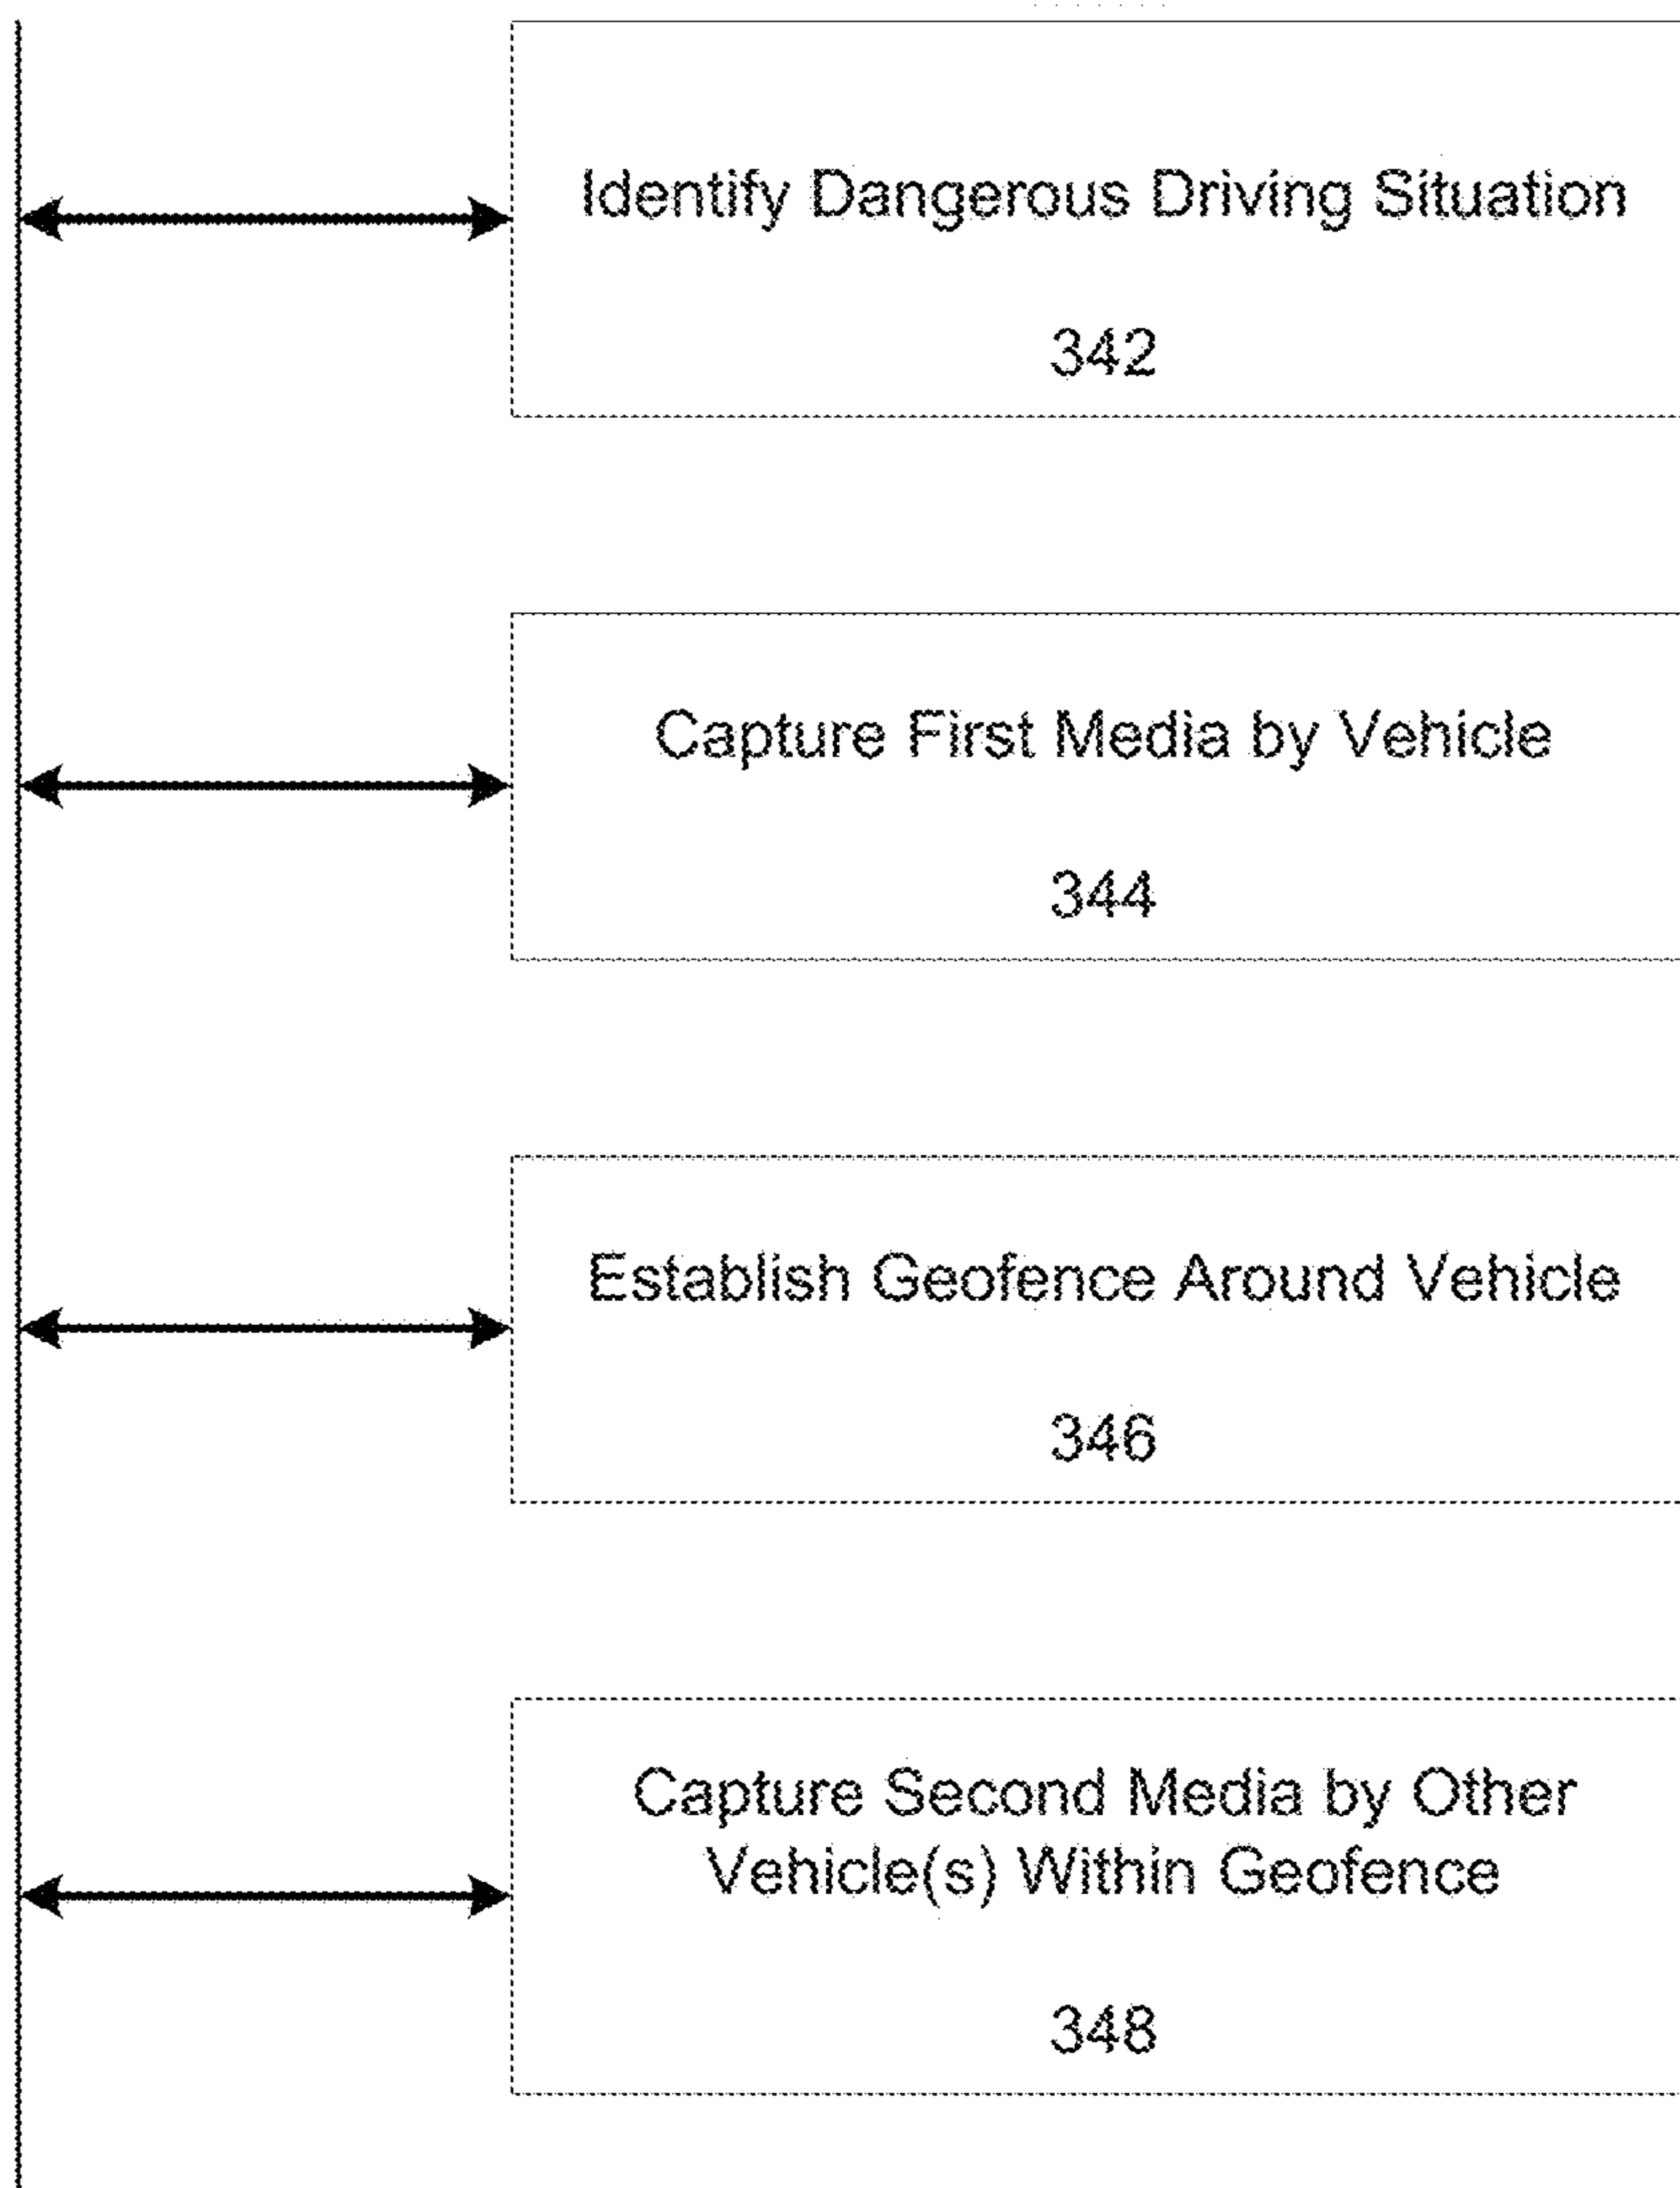 Identify Dangerous Driving Situation
342
Capture First Media by Vehicle
344
Establish Geofence Around Vehicle
346
Capture Second Media by Other
Vehicle(s) Within Geofence
348